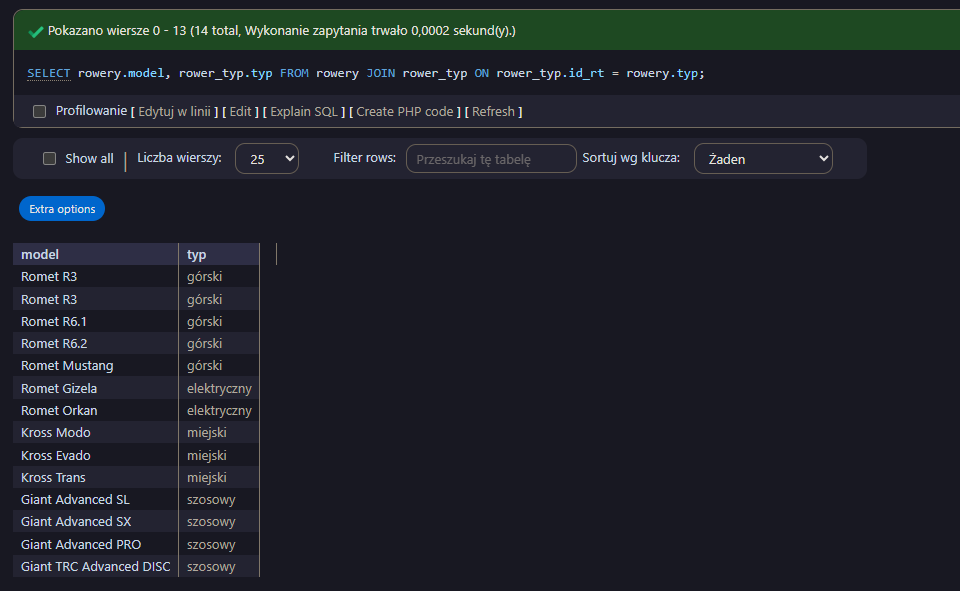 Pokazano wiersze 0 - 13 (14 total, Wykonanie zapytania trwało 0,0002 sekund(y).)
SELECT rowery.model, rower_typ.typ FROM rowery JOIN rower_typ ON rower_typ.id_rt = rowery.typ;
Profilowanie [ Edytuj w linii ] [ Edit ] [ Explain SQL ] [ Create PHP code ] [ Refresh ]
Show all | Liczba wierszy: 25 Filter rows: Przeszukaj tę tabelę Sortuj wg klucza: Żaden
Extra options
model typ
Romet R3 górski
Romet R3 górski
Romet R6.1 górski
Romet R6.2 górski
Romet Mustang górski
Romet Gizela elektryczny
Romet Orkan elektryczny
Kross Modo miejski
Kross Evado miejski
Kross Trans miejski
Giant Advanced SL szosowy
Giant Advanced SX szosowy
Giant Advanced PRO szosowy
Giant TRC Advanced DISC szosowy